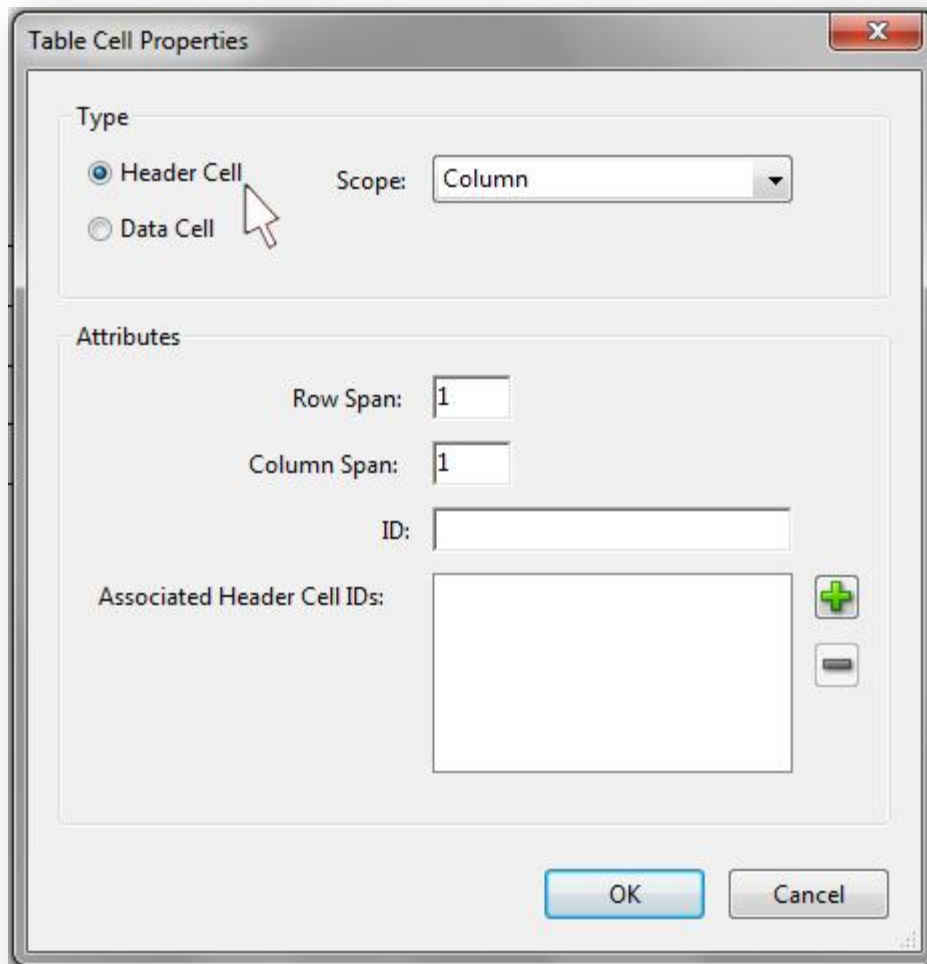 Table Cell Properties
Type
Header Cell
Scope: Column
Data Cell
Attributes
Row Span: 1
Column Span: 1
ID:
Associated Header Cell IDs:
OK Cancel